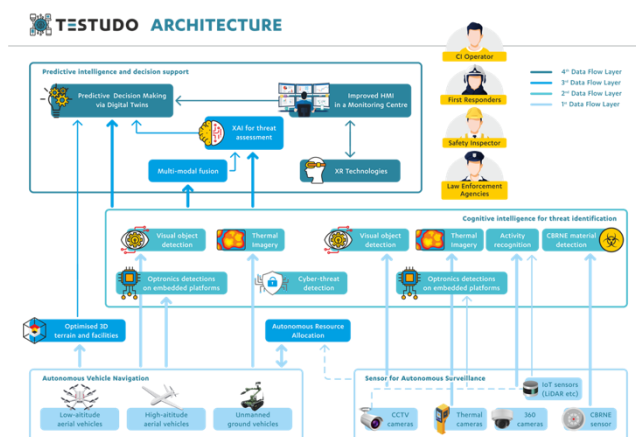 TESTUDO ARCHITECTURE
CI Operator
First Responders
Safety Inspector
Law Enforcement
Agencies
4th Data Flow Layer
3rd Data Flow Layer
2nd Data Flow Layer
1st Data Flow Layer
Predictive intelligence and decision support
Predictive Decision Making
via Digital Twins
Improved HMI
in a Monitoring Centre
XAI for threat
assessment
Multi-modal fusion
XR Technologies
Cognitive intelligence for threat identification
Visual object
detection
Thermal
Imagery
Visual object
detection
Thermal
Imagery
Activity
recognition
CBRNE material
detection
Optronics detections
on embedded platforms
Cyber-threat
detection
Optronics detections
on embedded platforms
Optimised 3D
terrain and facilities
Autonomous Resource
Allocation
Autonomous Vehicle Navigation
Low-altitude
aerial vehicles
High-altitude
aerial vehicles
Unmanned
ground vehicles
Sensor for Autonomous Surveillance
IoT sensors
(LiDAR etc)
CCTV
cameras
Thermal
cameras
360
cameras
CBRNE
sensor